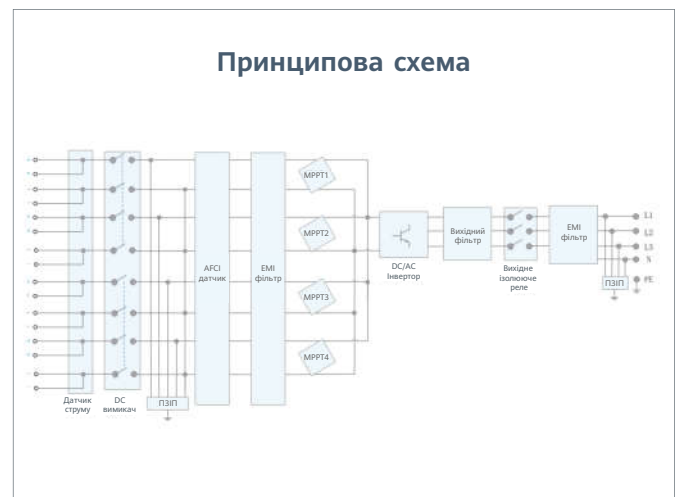 Принципова схема
MPPT1
MPPT2
MPPT3
MPPT4
AFCI
датчик
EMI
фільтр
DC/AC
Інвертор
Вихідний
фільтр
Вихідне
ізолююче
реле
EMI
фільтр
L1
L2
L3
N
PE
ПЗІП
Датчик
струму
DC
вимикач
ПЗІП